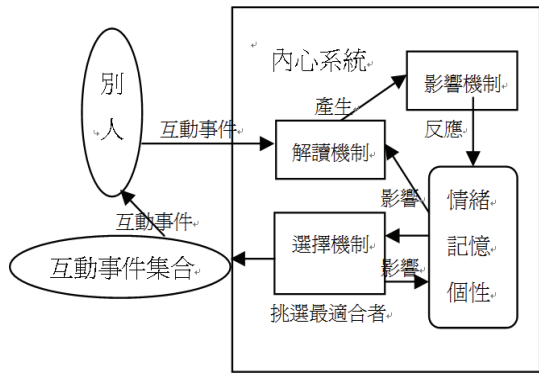 內心系統
別
人
影響機制
產生
互動事件
反應
解讀機制
影響
情緒
互動事件
選擇機制
記憶
互動事件集合
影響
個性
挑選最適合者